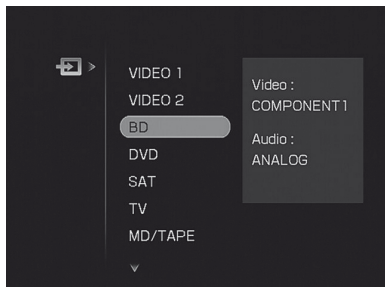 VIDEO 1
VIDEO 2
BD
DVD
SAT
TV
MD/TAPE
Video :
COMPONENT1
Audio :
ANALOG